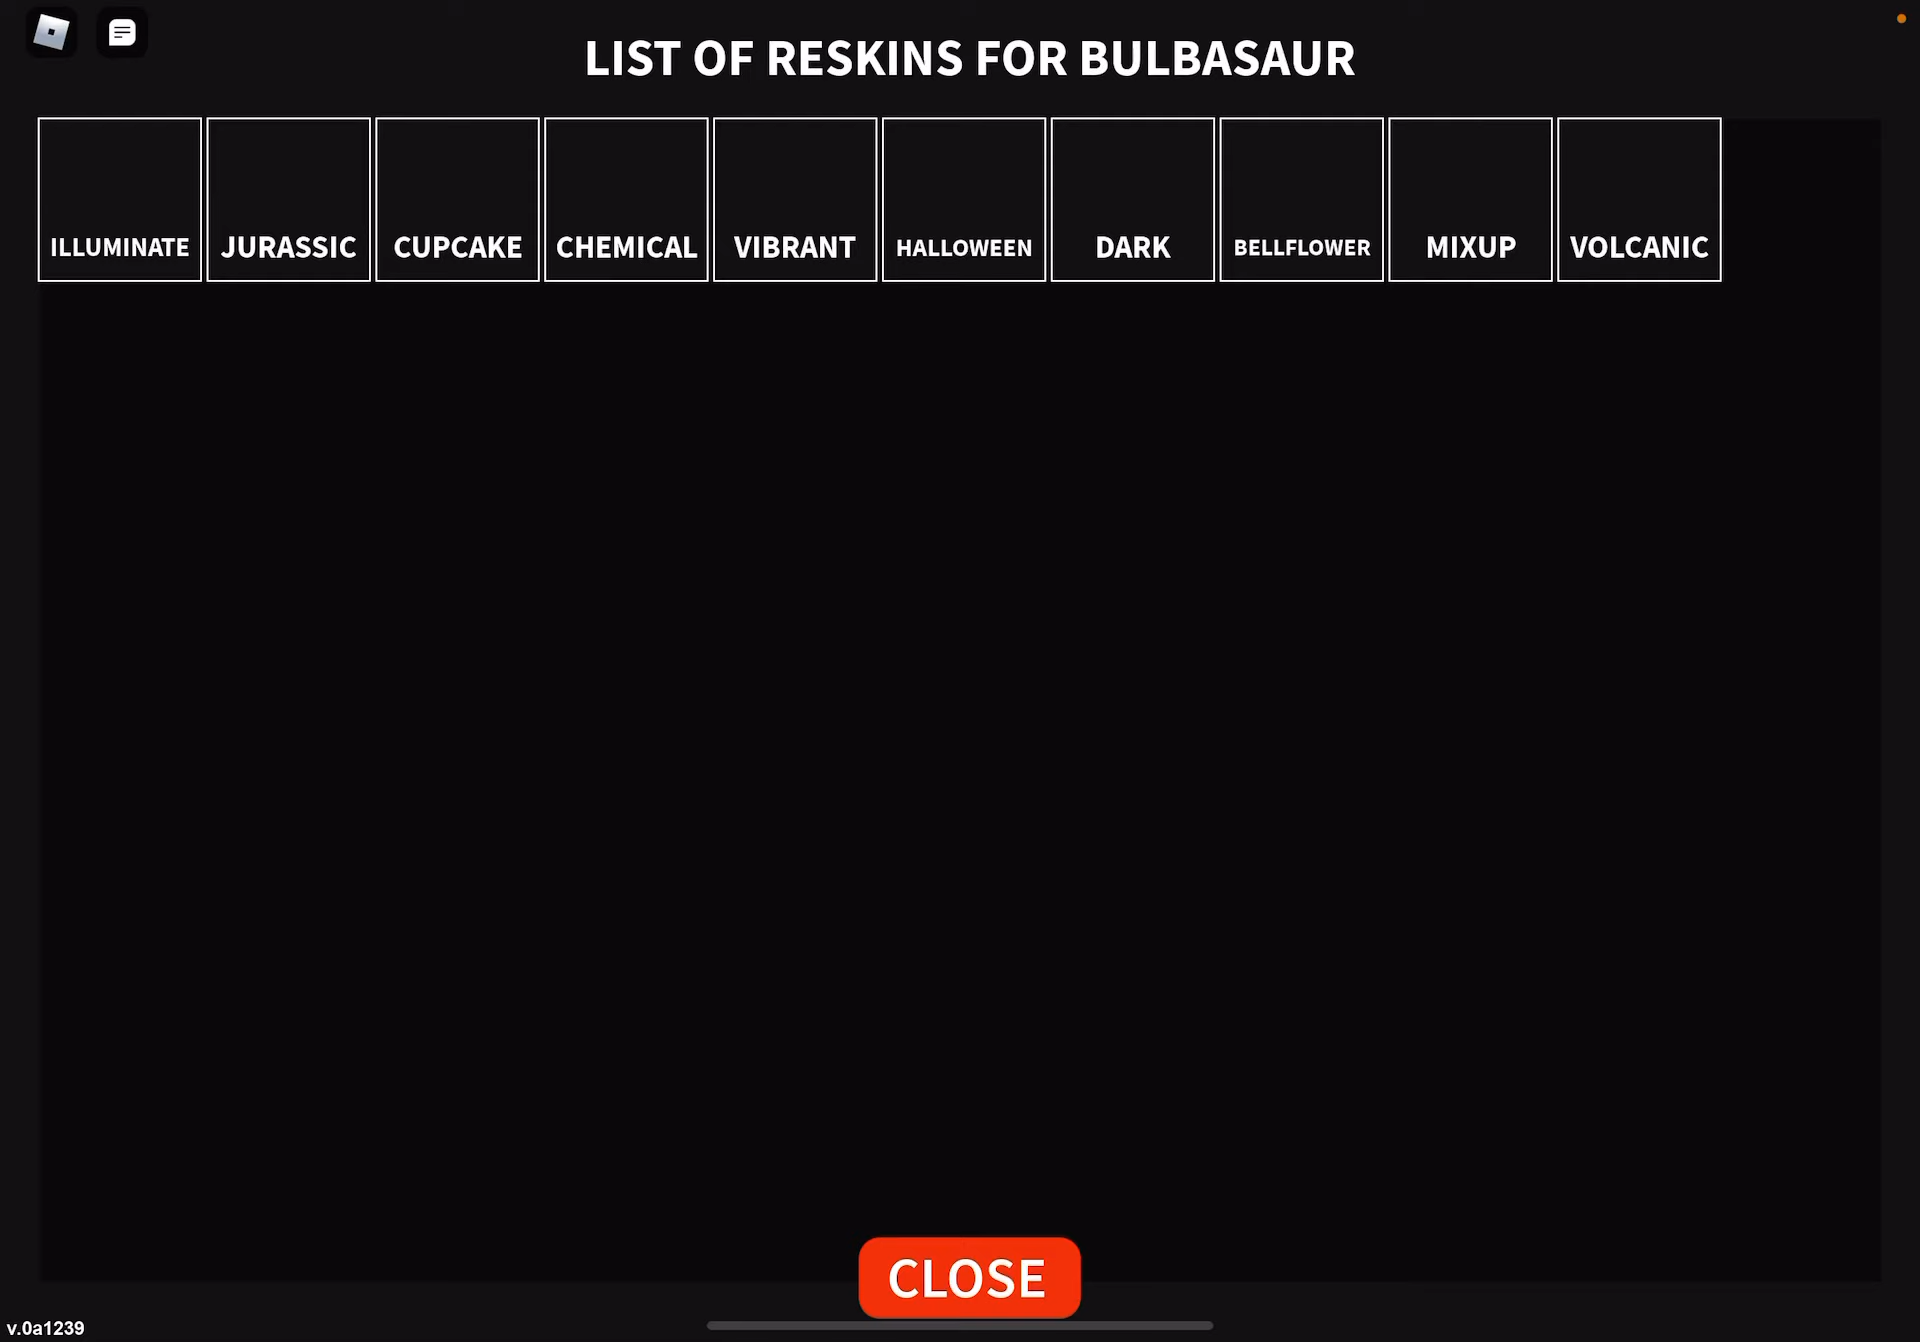 LIST OF RESKINS FOR BULBASAUR
ILLUMINATE JURASSIC CUPCAKE CHEMICAL VIBRANT HALLOWEEN DARK BELLFLOWER MIXUP VOLCANIC
CLOSE
v.0a1239